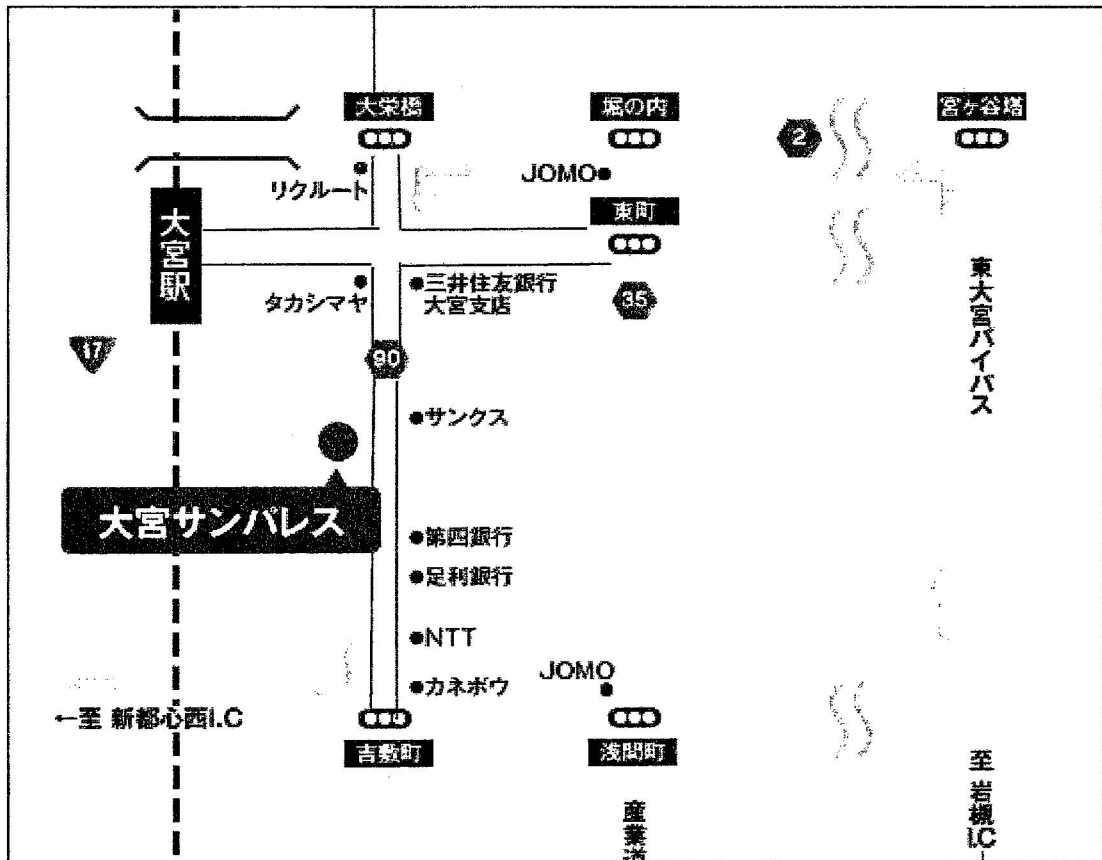 大栄橋
堀の内
宮ヶ谷塔
2
リクルート
JOMO
東町
大宮駅
タカシマヤ
三井住友銀行
大宮支店
35
東大宮バイパス
17
90
サンクス
大宮サンパレス
第四銀行
足利銀行
NTT
カネボウ
JOMO
←至 新都心西I.C
吉敷町
浅間町
産業道
至 岩槻I.C